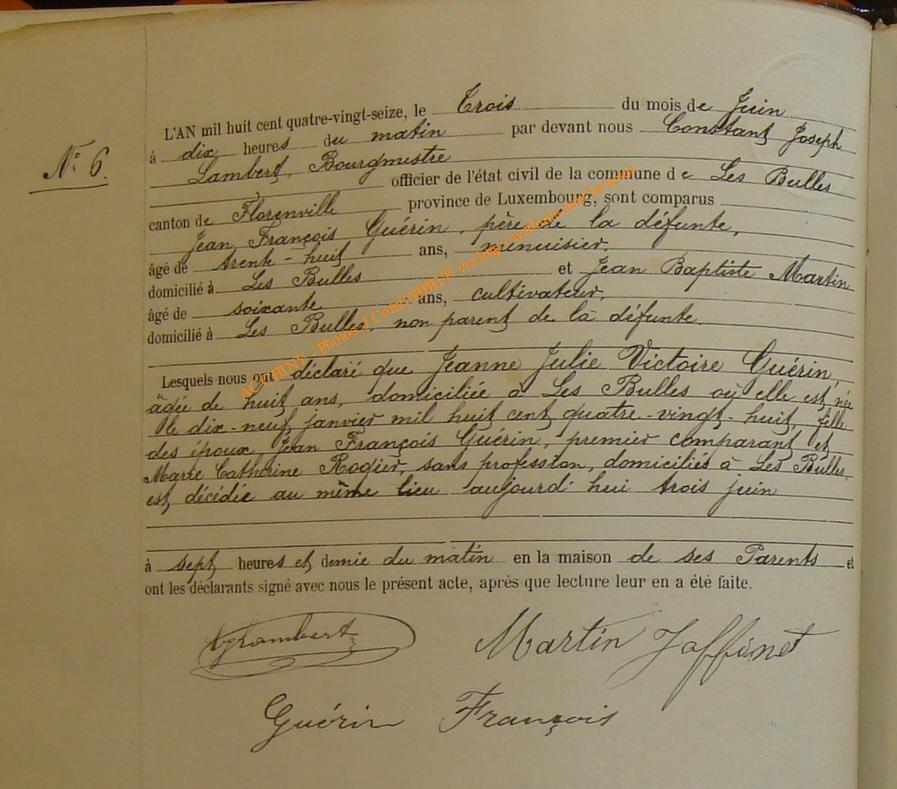 L'AN mil huit cent quatre-vingt-seize, le Trois du mois de Juin
à dix heures du matin par devant nous Constant Joseph
N° 6.
Lambert, Bourgmestre
officier de l'état civil de la commune de Les Bulles
canton de Florenville province de Luxembourg, sont comparus
Jean François Guérin, père de la défunte,
âgé de trente-huit ans, menuisier,
domicilié à Les Bulles et Jean Baptiste Martin
âgé de soixante ans, cultivateur,
domicilié à Les Bulles, non parent de la défunte.
Lesquels nous ont déclaré que Jeanne Julie Victoire Guérin,
âgée de huit ans, domiciliée à Les Bulles où elle est née
le dix-neuf janvier mil huit cent quatre-vingt-huit, fille
des époux Jean François Guérin, premier comparant et
Marie Catherine Rogier, sans profession, domiciliés à Les Bulles,
est décédée au même lieu aujourd'hui trois juin
à sept heures et demie du matin en la maison de ses Parents et
ont les déclarants signé avec nous le présent acte, après que lecture leur en a été faite.
Lambert Martin Joffinet
Guérin François